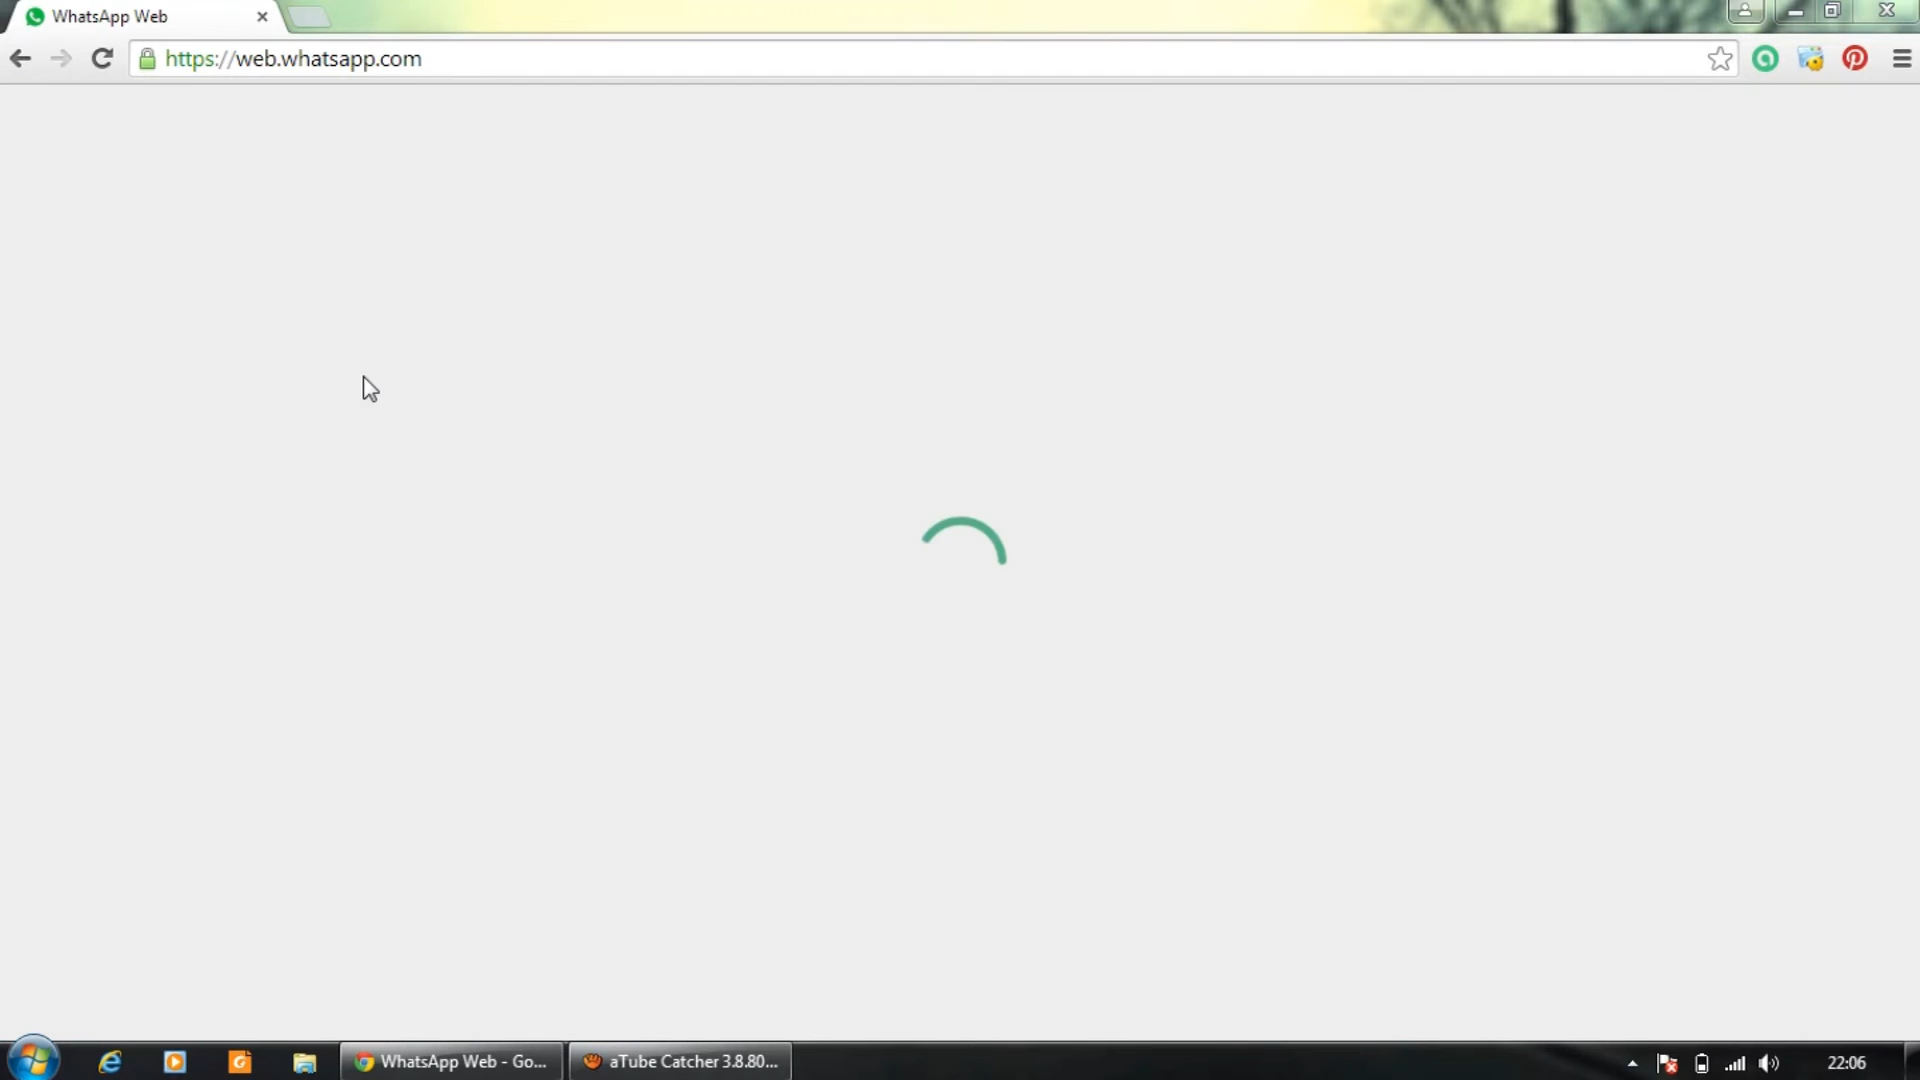 WhatsApp Web
https://web.whatsapp.com
WhatsApp Web - Go...
aTube Catcher 3.8.80...
22:06